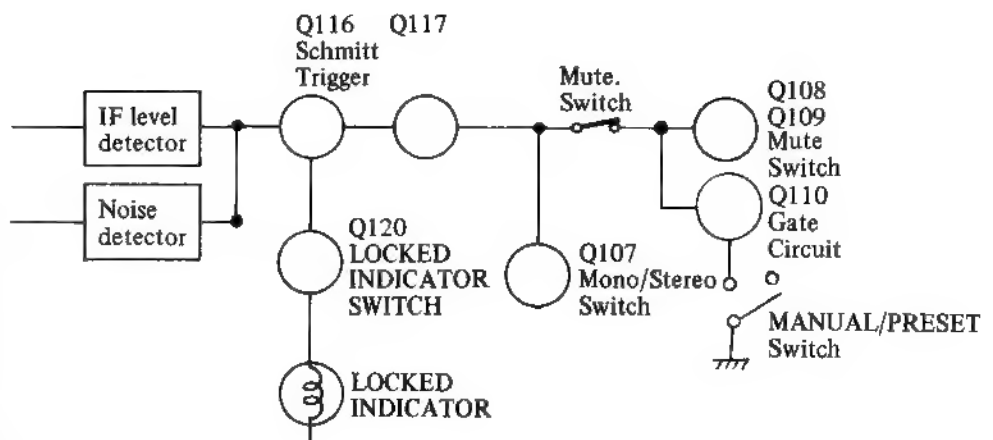 Q116
Schmitt
Trigger
Q117
IF level
detector
Noise
detector
Mute.
Switch
Q108
Q109
Mute
Switch
Q110
Gate
Circuit
Q120
LOCKED
INDICATOR
SWITCH
Q107
Mono/Stereo
Switch
MANUAL/PRESET
Switch
LOCKED
INDICATOR